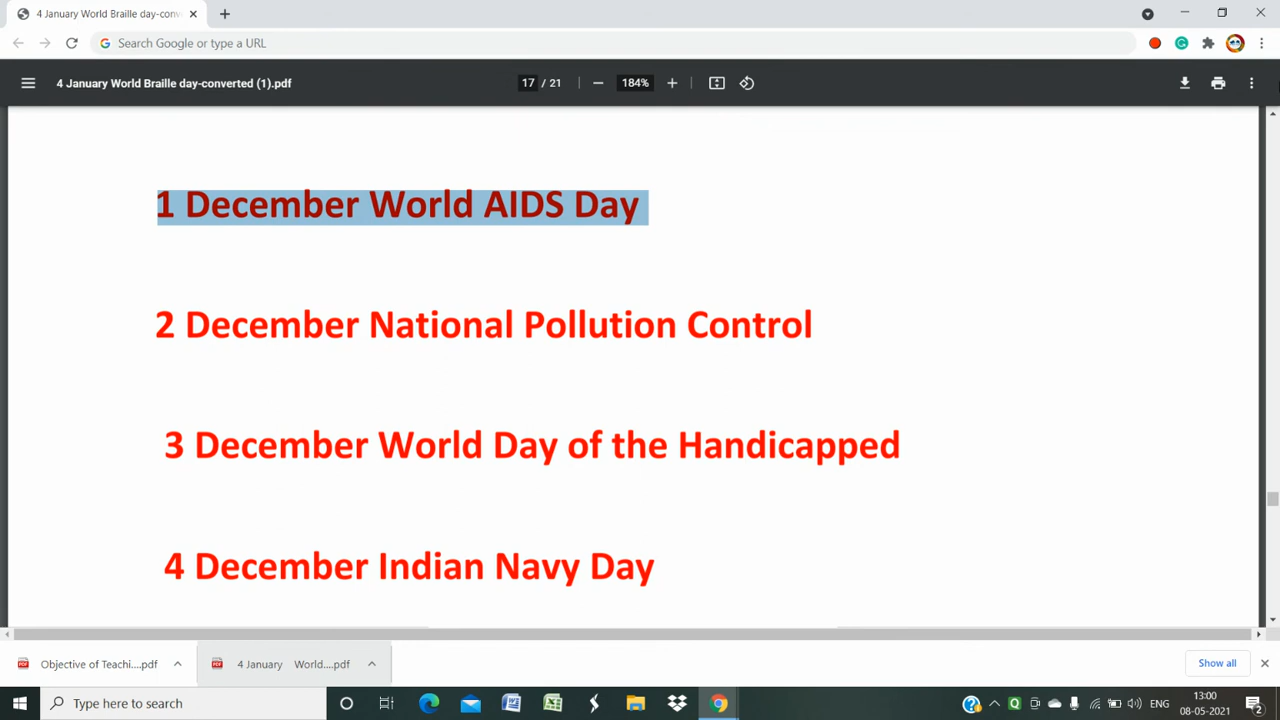 4 January World Braille day-conv
Search Google or type a URL
4 January World Braille day-converted (1).pdf
17 / 21
184%
1 December World AIDS Day
2 December National Pollution Control
3 December World Day of the Handicapped
4 December Indian Navy Day
Objective of Teachi....pdf
4 January World....pdf
Show all
Type here to search
ENG
13:00
08-05-2021
2